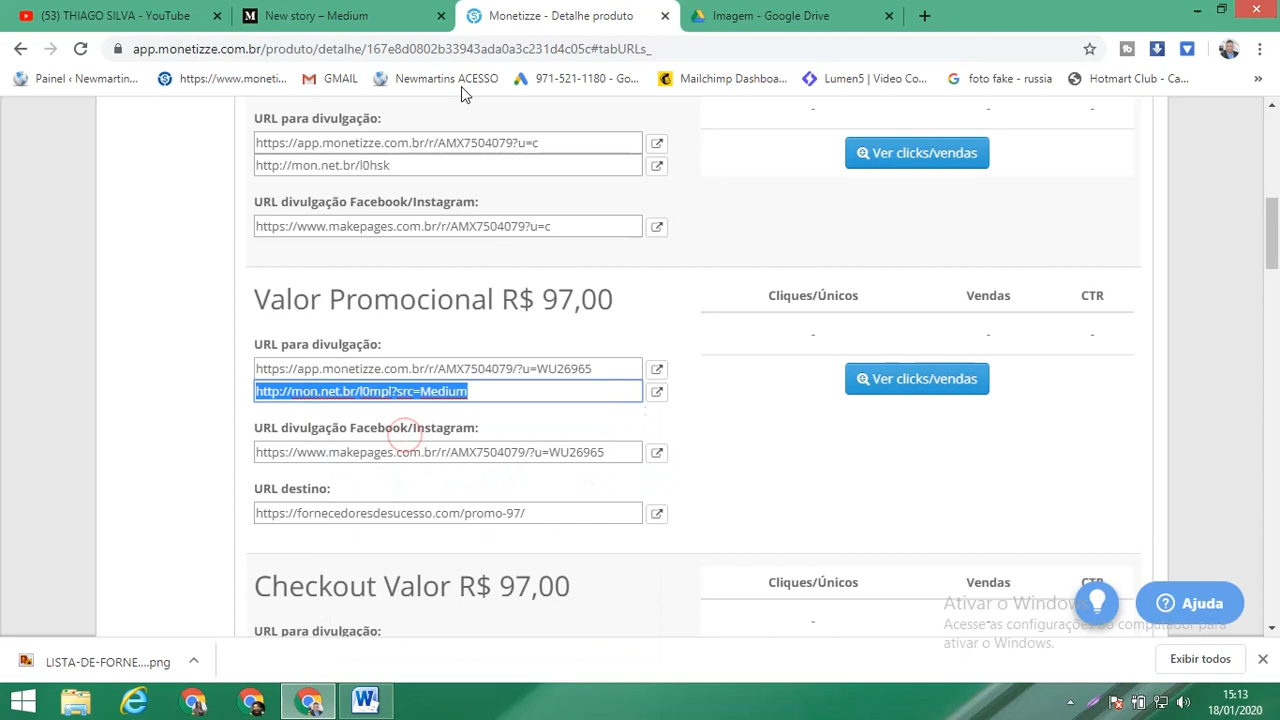 (53) THIAGO SILVA - YouTube
New story – Medium
Monetizze - Detalhe produto
Imagem - Google Drive
app.monetizze.com.br/produto/detalhe/167e8d0802b33943ada0a3c231d4c05c#tabURLs_
Painel ‹ Newmartin...
https://www.moneti...
GMAIL
Newmartins ACESSO
971-521-1180 - Go...
Mailchimp Dashboa...
Lumen5 | Video Co...
foto fake - russia
Hotmart Club - Ca...
»
- - -
URL para divulgação:
https://app.monetizze.com.br/r/AMX7504079?u=c
Ver clicks/vendas
http://mon.net.br/l0hsk
URL divulgação Facebook/Instagram:
https://www.makepages.com.br/r/AMX7504079?u=c
Valor Promocional R$ 97,00
Cliques/Únicos Vendas CTR
- - -
URL para divulgação:
https://app.monetizze.com.br/r/AMX7504079/?u=WU26965
Ver clicks/vendas
http://mon.net.br/l0mpl?src=Medium
URL divulgação Facebook/Instagram:
https://www.makepages.com.br/r/AMX7504079/?u=WU26965
URL destino:
https://fornecedoresdesucesso.com/promo-97/
Checkout Valor R$ 97,00
Cliques/Únicos Vendas CTR
- -
URL para divulgação:
Ajuda
Ativar o Windows
Acesse as configurações do computador para
ativar o Windows.
LISTA-DE-FORNE....png
Exibir todos
15:13
18/01/2020